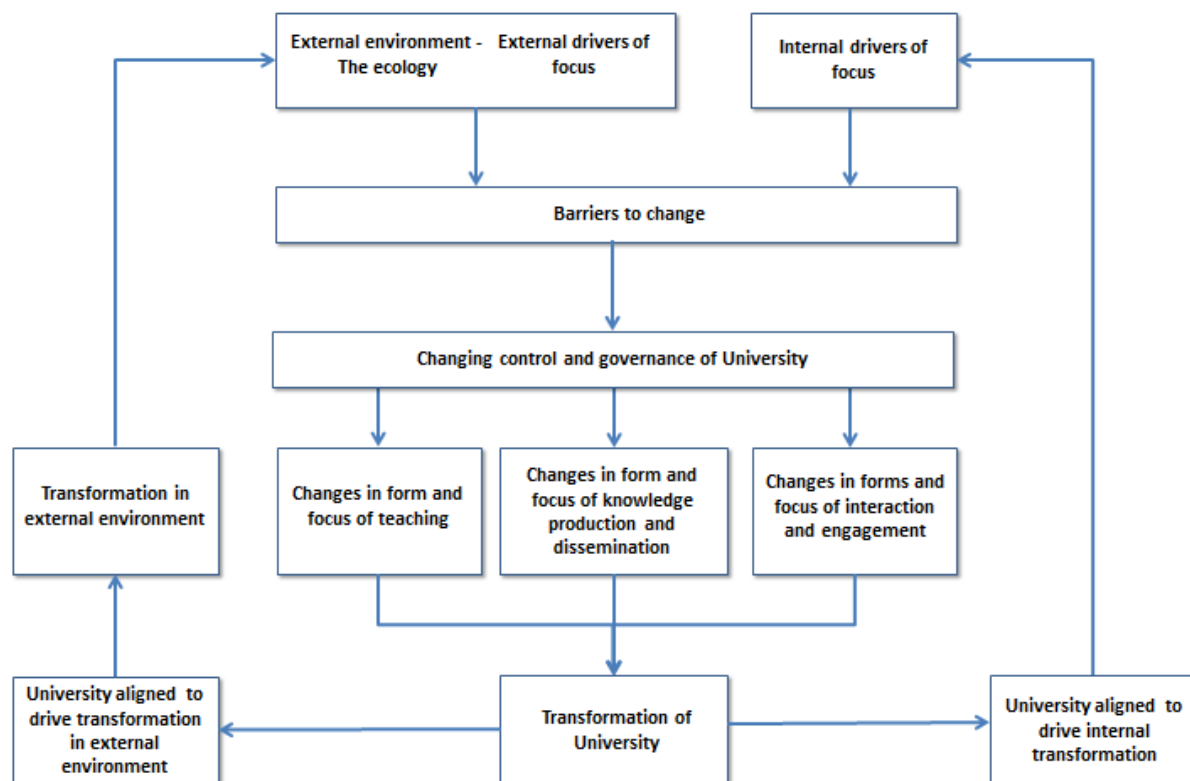 External environment - External drivers of
The ecology focus
Internal drivers
of focus
Barriers to change
Changing control and governance of University
Transformation in
external environment
Changes in form and
focus of teaching
Changes in form and
focus of knowledge
production and
dissemination
Changes in forms and
focus of interaction
and engagement
University aligned to
drive transformation
in external
environment
Transformation of
University
University aligned to
drive internal
transformation